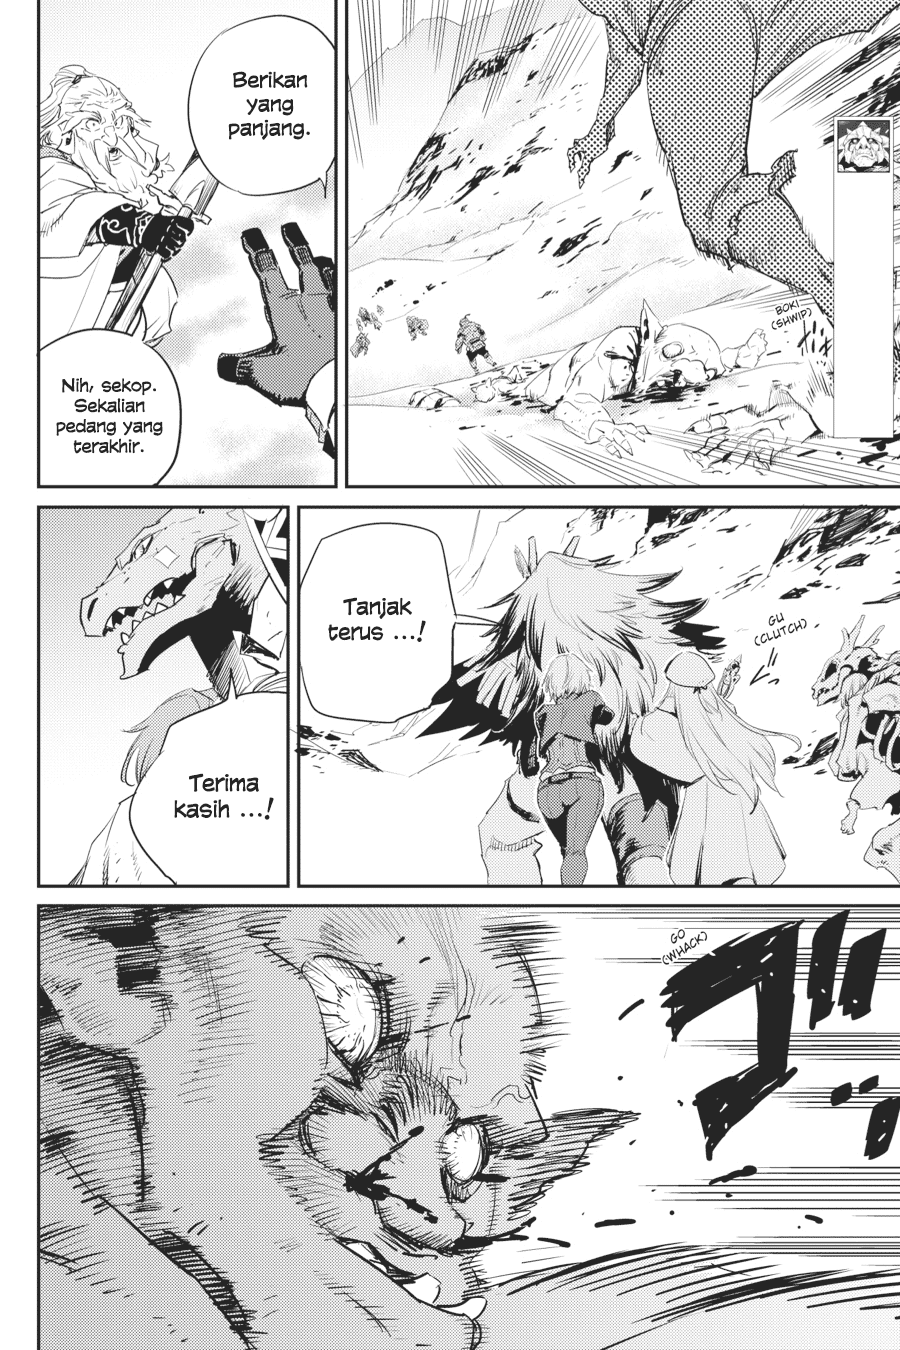 Berikan
yang
panjang.
Nih, sekop.
Sekalian
pedang yang
terakhir.
BOKI
(SHWIP)
Tanjak
terus ...!
GU
(CLUTCH)
Terima
kasih ...!
GO
(WHACK)
ゴ